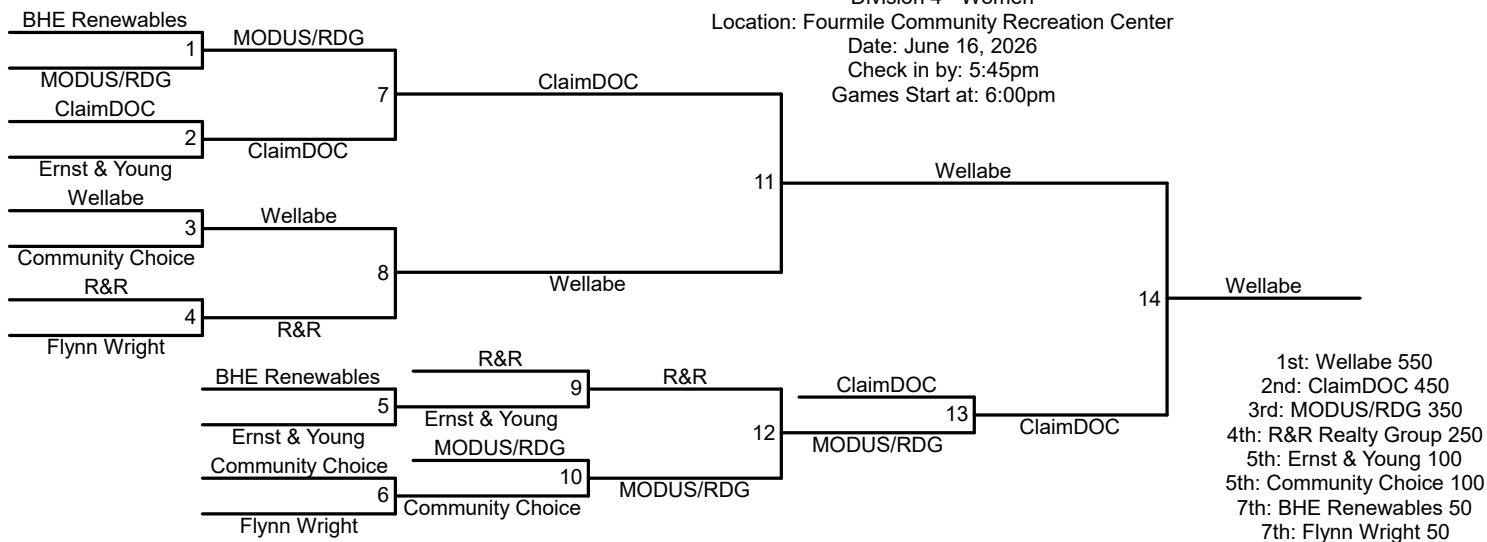 Division 4 - Women
Location: Fourmile Community Recreation Center
Date: June 16, 2026
Check in by: 5:45pm
Games Start at: 6:00pm
BHE Renewables
1
MODUS/RDG
MODUS/RDG
7
ClaimDOC
ClaimDOC
2
ClaimDOC
Ernst & Young
Wellabe
11
Wellabe
3
Wellabe
Community Choice
8
Wellabe
R&R
4
R&R
Flynn Wright
14
Wellabe
BHE Renewables
5
Ernst & Young
R&R
9
Ernst & Young
R&R
12
ClaimDOC
13
MODUS/RDG
ClaimDOC
Community Choice
6
Flynn Wright
MODUS/RDG
10
Community Choice
MODUS/RDG
1st: Wellabe 550
2nd: ClaimDOC 450
3rd: MODUS/RDG 350
4th: R&R Realty Group 250
5th: Ernst & Young 100
5th: Community Choice 100
7th: BHE Renewables 50
7th: Flynn Wright 50